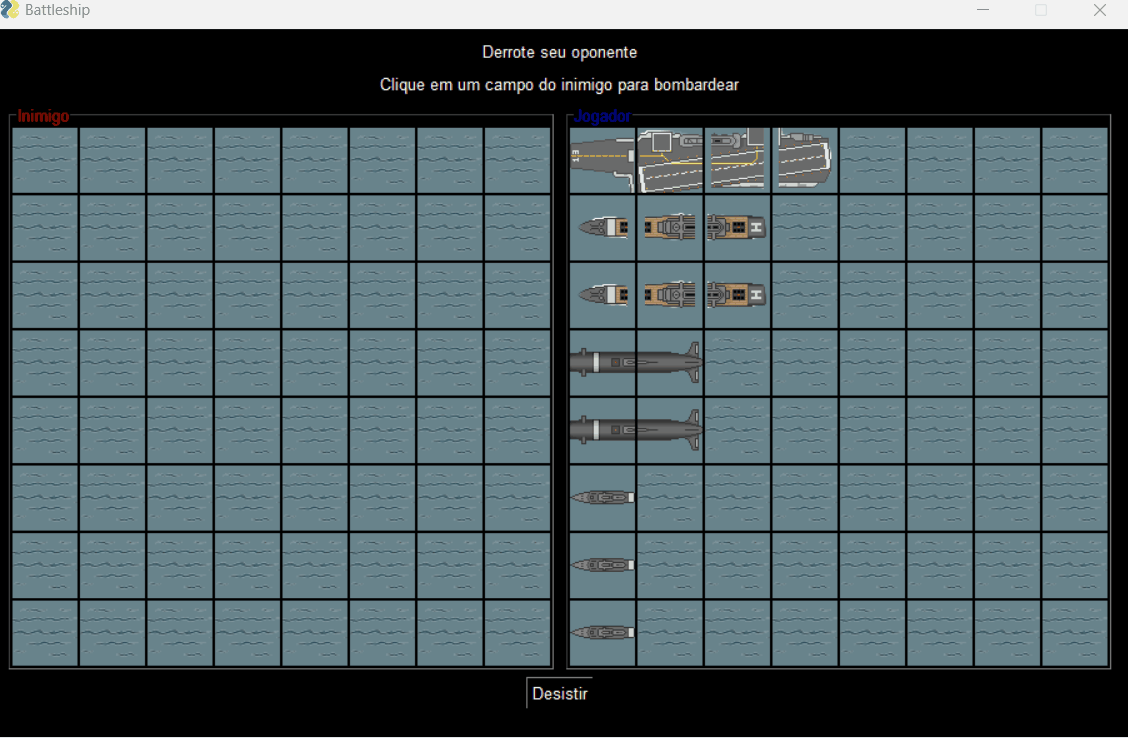 Battleship
Derrote seu oponente
Clique em um campo do inimigo para bombardear
Inimigo
Jogador
H
H
Desistir